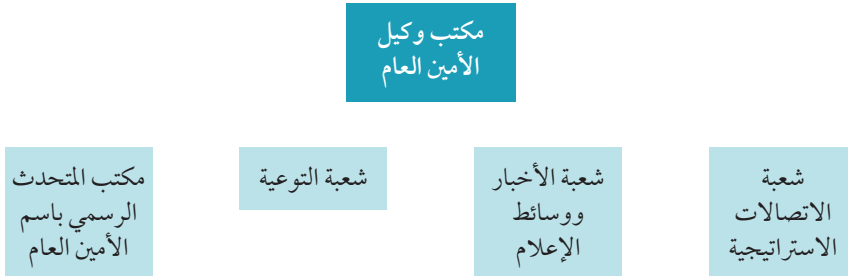 مكتب وكيل
الأمين العام
شعبة
الاتصالات
الاستراتيجية
شعبة الأخبار
ووسائط
الإعلام
شعبة التوعية
مكتب المتحدث
الرسمي باسم
الأمين العام